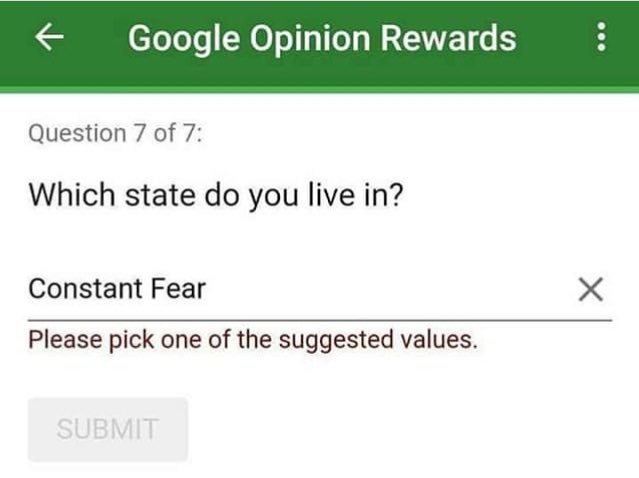 Google Opinion Rewards
Question 7 of 7:
Which state do you live in?
Constant Fear
Please pick one of the suggested values.
SUBMIT